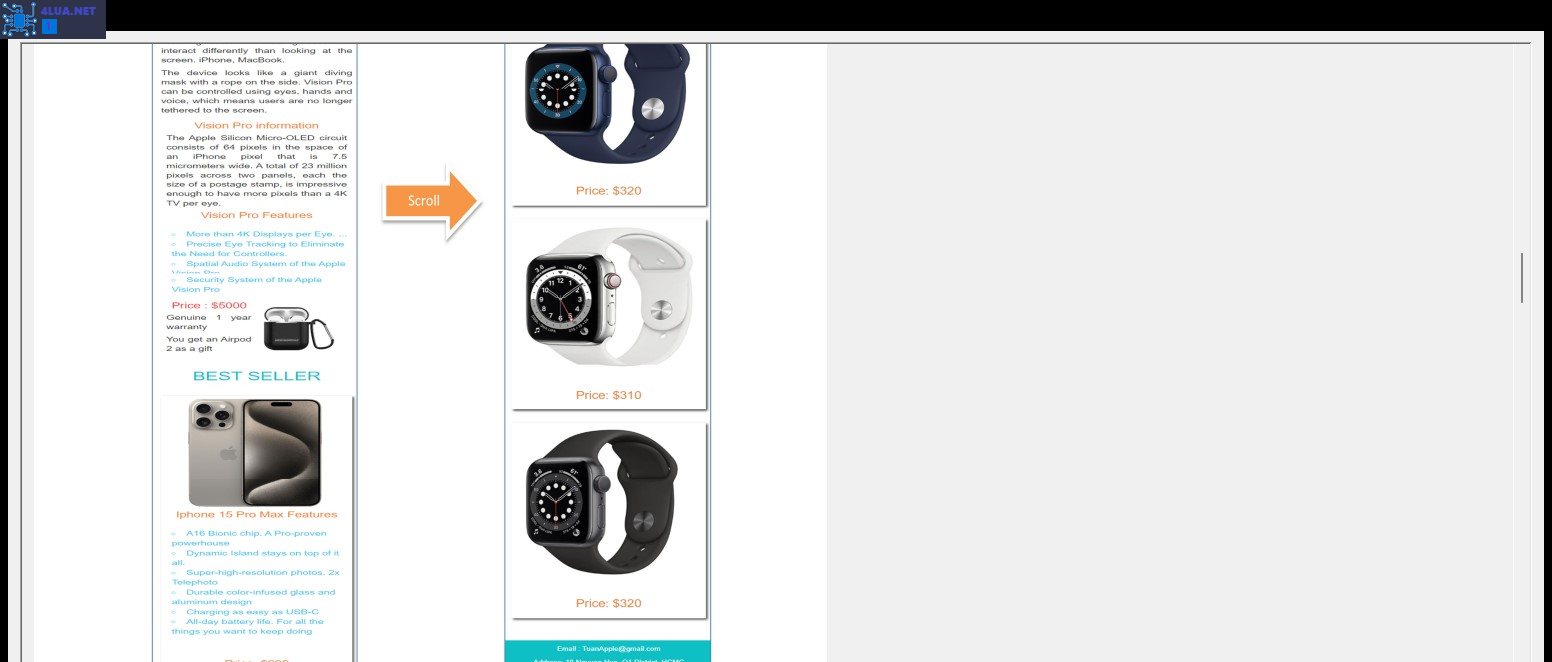 4LUA.NET
interact differently than looking at the
screen. iPhone, MacBook.
The device looks like a giant diving
mask with a rope on the side. Vision Pro
can be controlled using eyes, hands and
voice, which means users are no longer
tethered to the screen.
Vision Pro information
The Apple Silicon Micro-OLED circuit
consists of 64 pixels in the space of
an iPhone pixel that is 7.5
micrometers wide. A total of 23 million
pixels across two panels, each the
size of a postage stamp, is impressive
enough to have more pixels than a 4K
TV per eye.
Vision Pro Features
More than 4K Displays per Eye. ...
Precise Eye Tracking to Eliminate
the Need for Controllers.
Spatial Audio System of the Apple
Vision Pro
Security System of the Apple
Vision Pro
Price : $5000
Genuine 1 year
warranty
You get an Airpod
2 as a gift
BEST SELLER
Iphone 15 Pro Max Features
A16 Bionic chip. A Pro-proven
powerhouse
Dynamic Island stays on top of it
all.
Super-high-resolution photos. 2x
Telephoto
Durable color-infused glass and
aluminum design
Charging as easy as USB-C
All-day battery life. For all the
things you want to keep doing
Scroll
Price: $320
Price: $310
Price: $320
Email : TuanApple@gmail.com